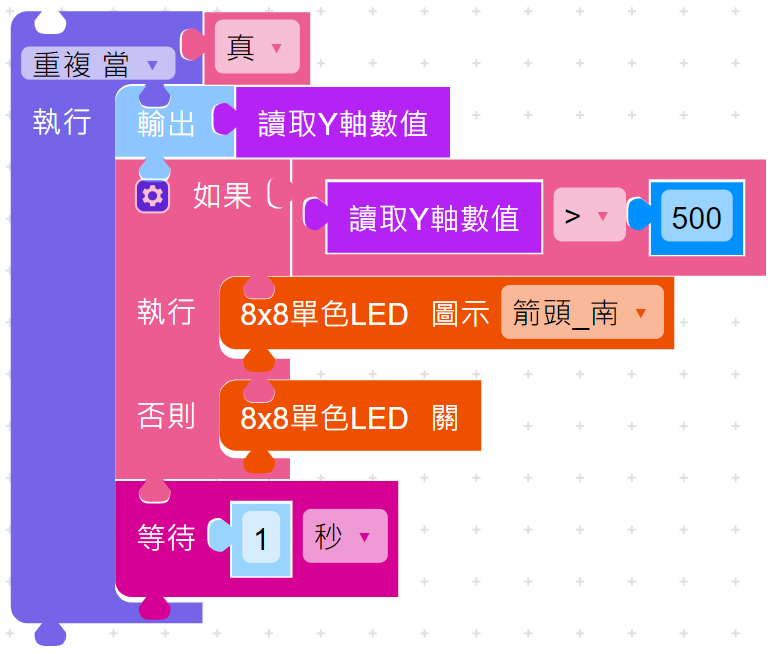 重複 當 真
執行 輸出 讀取Y軸數值
如果 讀取Y軸數值 > 500
執行 8x8單色LED 圖示 箭頭_南
否則 8x8單色LED 關
等待 1 秒